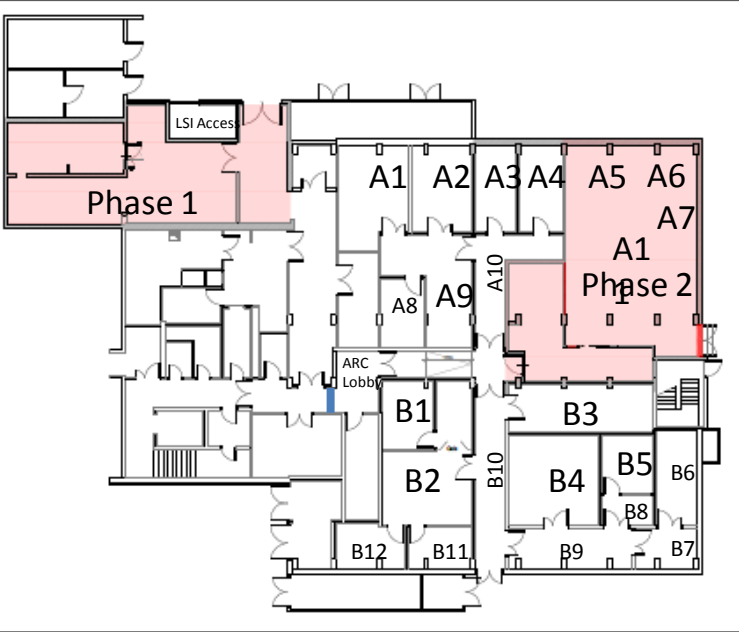 LSI Access
Phase 1
A1
A2
A3
A4
A5
A6
A7
A1
1
Phase 2
A10
A8
A9
ARC
Lobby
B1
B3
B2
B10
B4
B5
B6
B8
B12
B11
B9
B7